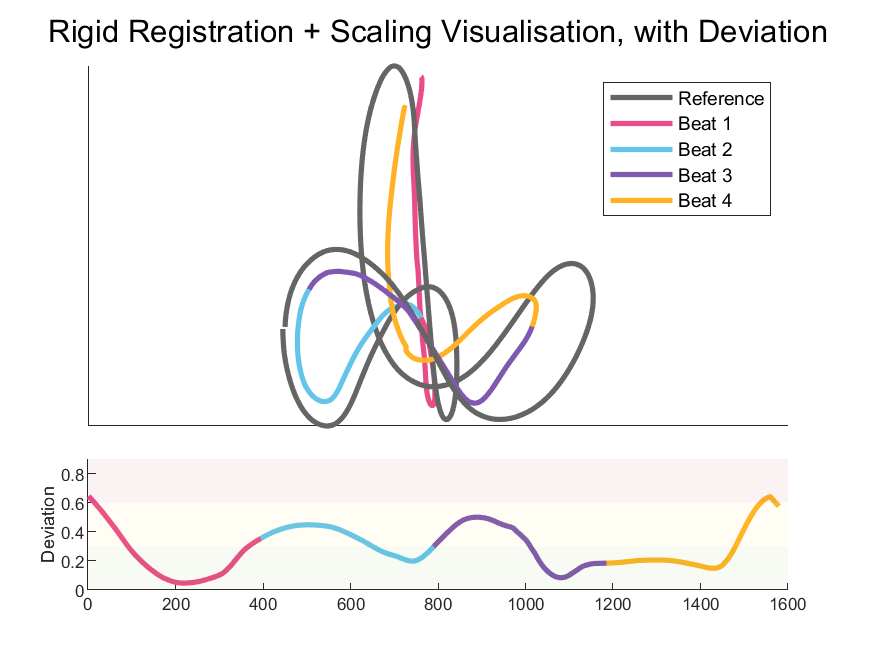 Rigid Registration + Scaling Visualisation, with Deviation
Reference
Beat 1
Beat 2
Beat 3
Beat 4
Deviation
0.8
0.6
0.4
0.2
0
0 200 400 600 800 1000 1200 1400 1600